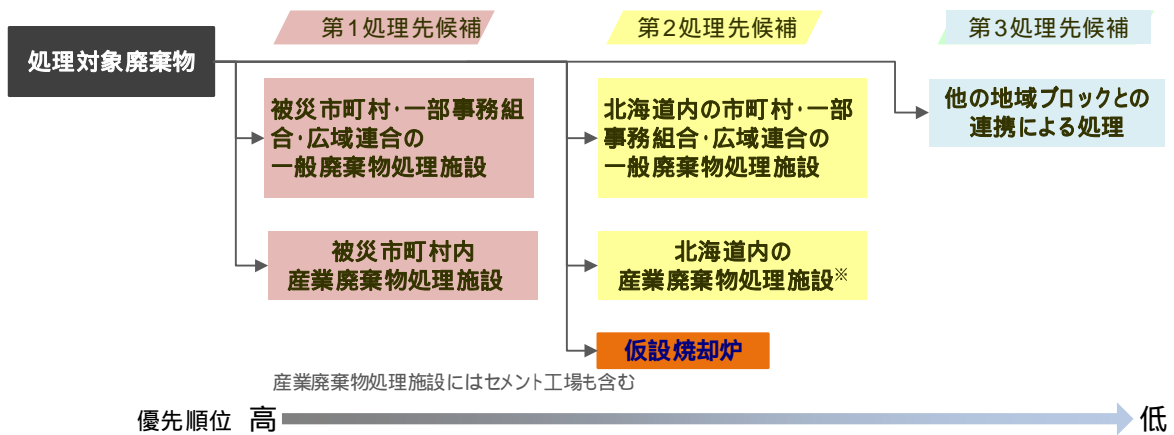 第1処理先候補
第2処理先候補
第3処理先候補
処理対象廃棄物
被災市町村･一部事務組
合･広域連合の
一般廃棄物処理施設
北海道内の市町村･一部
事務組合･広域連合の
一般廃棄物処理施設
他の地域ブロックとの
連携による処理
被災市町村内
産業廃棄物処理施設
北海道内の
産業廃棄物処理施設※
仮設焼却炉
産業廃棄物処理施設にはセメント工場も含む
優先順位 高
低